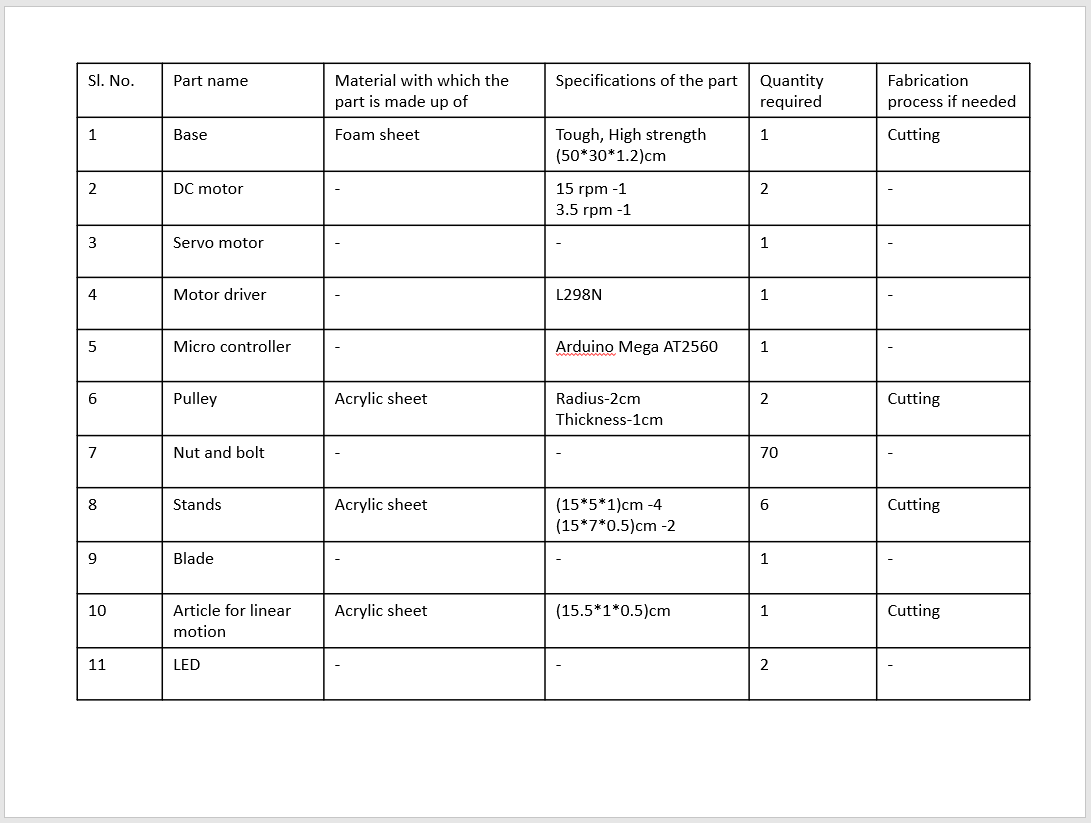 Sl. No. Part name Material with which the Specifications of the part Quantity Fabrication
part is made up of required process if needed
1 Base Foam sheet Tough, High strength 1 Cutting
(50*30*1.2)cm
2 DC motor - 15 rpm -1 2 -
3.5 rpm -1
3 Servo motor - - 1 -
4 Motor driver - L298N 1 -
5 Micro controller - Arduino Mega AT2560 1 -
6 Pulley Acrylic sheet Radius-2cm 2 Cutting
Thickness-1cm
7 Nut and bolt - - 70 -
8 Stands Acrylic sheet (15*5*1)cm -4 6 Cutting
(15*7*0.5)cm -2
9 Blade - - 1 -
10 Article for linear Acrylic sheet (15.5*1*0.5)cm 1 Cutting
motion
11 LED - - 2 -